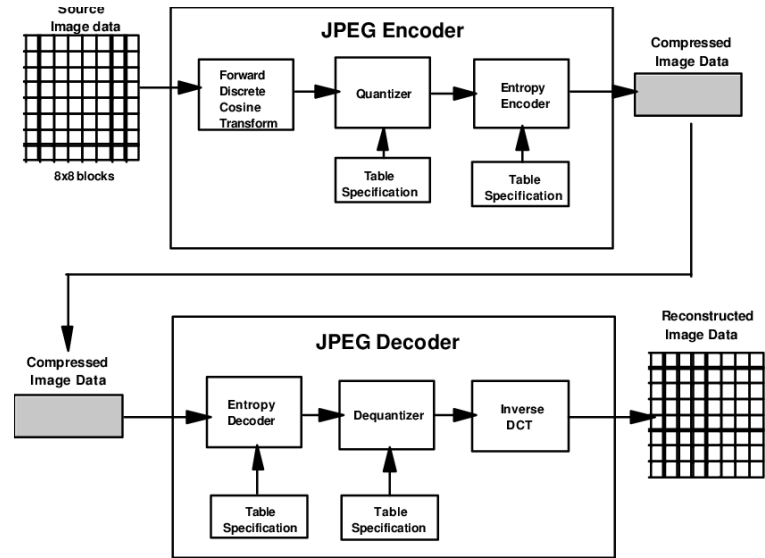 Source
Image data
JPEG Encoder
Compressed
Image Data
Forward
Discrete
Cosine
Transform
Quantizer
Entropy
Encoder
Table
Specification
Table
Specification
8x8 blocks
JPEG Decoder
Reconstructed
Image Data
Compressed
Image Data
Entropy
Decoder
Dequantizer
Inverse
DCT
Table
Specification
Table
Specification